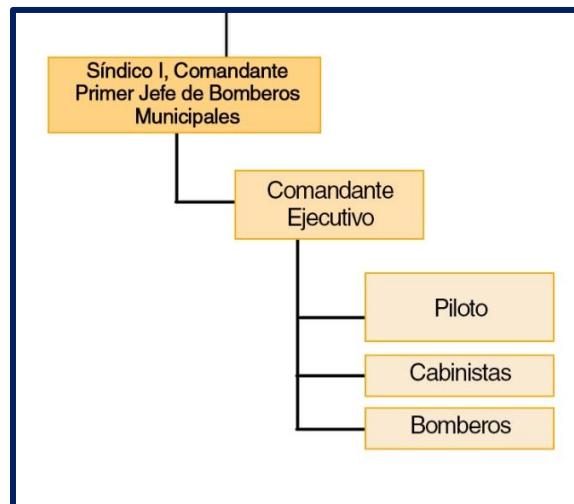 Síndico I, Comandante
Primer Jefe de Bomberos
Municipales
Comandante
Ejecutivo
Piloto
Cabinistas
Bomberos